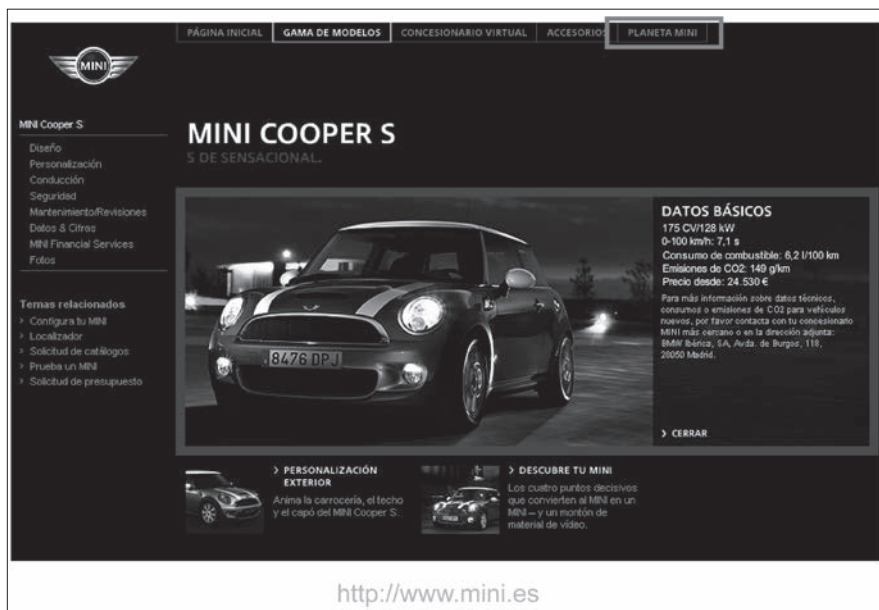 PÁGINA INICIAL GAMA DE MODELOS CONCESIONARIO VIRTUAL ACCESORIOS PLANETA MINI
MINI
MINI Cooper S
Diseño
Personalización
Conducción
Seguridad
Mantenimiento/Revisiones
Datos & Cifras
MINI Financial Services
Fotos
Temas relacionados
> Configura tu MINI
> Localizador
> Solicitud de catálogos
> Prueba un MINI
> Solicitud de presupuesto
MINI COOPER S
S DE SENSACIONAL.
8476 DPJ
DATOS BÁSICOS
175 CV/128 kW
0-100 km/h: 7,1 s
Consumo de combustible: 6,2 l/100 km
Emisiones de CO2: 149 g/km
Precio desde: 24.530 €
Para más información sobre datos técnicos,
consumos o emisiones de CO2 para vehículos
nuevos, por favor contacta con tu concesionario
MINI más cercano o en la dirección adjunta:
BMW Ibérica, SA, Avda. de Burgos, 118,
28050 Madrid.
> CERRAR
> PERSONALIZACIÓN
EXTERIOR
Anima la carrocería, el techo
y el capó del MINI Cooper S.
> DESCUBRE TU MINI
Los cuatro puntos decisivos
que convierten al MINI en un
MINI – y un montón de
material de vídeo.
http://www.mini.es